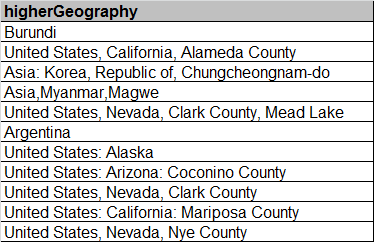 higherGeography
Burundi
United States, California, Alameda County
Asia: Korea, Republic of, Chungcheongnam-do
Asia,Myanmar,Magwe
United States, Nevada, Clark County, Mead Lake
Argentina
United States: Alaska
United States: Arizona: Coconino County
United States, Nevada, Clark County
United States: California: Mariposa County
United States, Nevada, Nye County